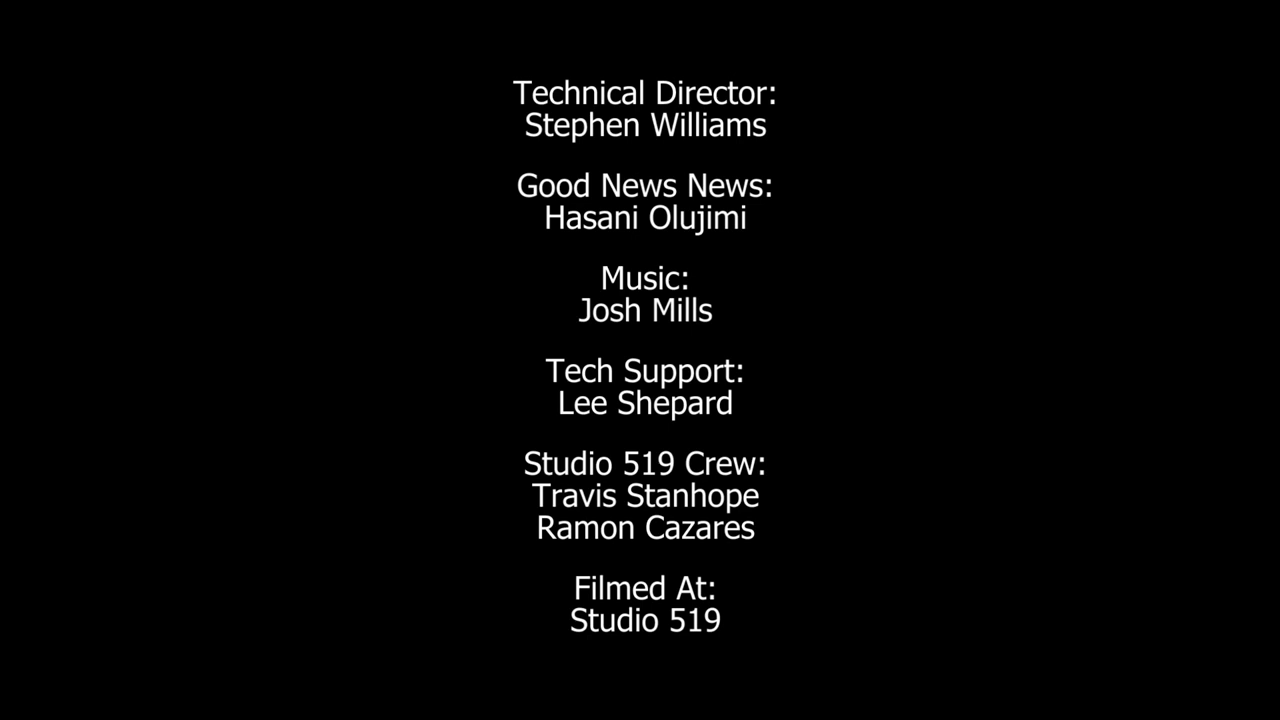 Technical Director:
Stephen Williams
Good News News:
Hasani Olujimi
Music:
Josh Mills
Tech Support:
Lee Shepard
Studio 519 Crew:
Travis Stanhope
Ramon Cazares
Filmed At:
Studio 519